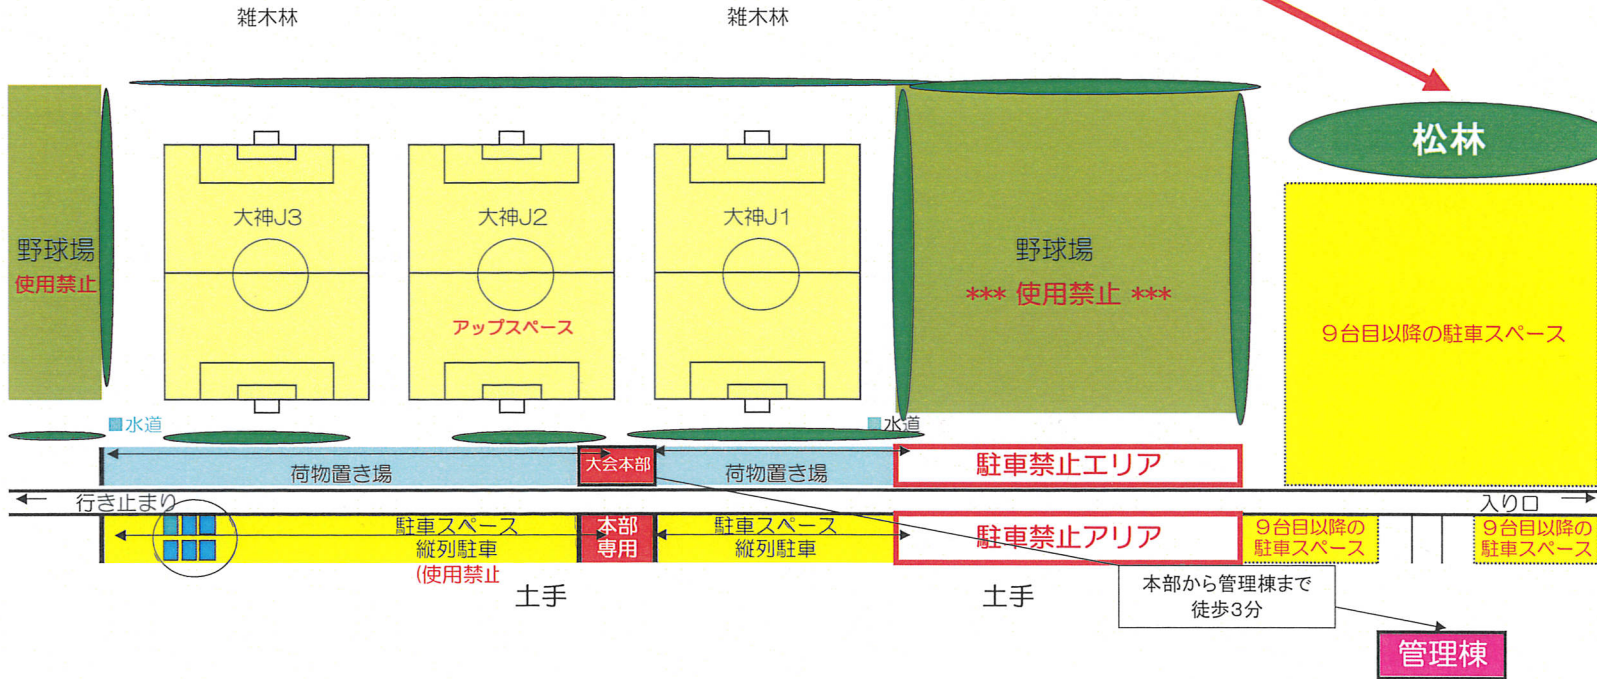 雑木林
雑木林
松林
大神J3
大神J2
大神J1
野球場
使用禁止
野球場
*** 使用禁止 ***
アップスペース
9台目以降の駐車スペース
■水道
■水道
荷物置き場
大会本部
荷物置き場
駐車禁止エリア
行き止まり
入り口
駐車スペース
縦列駐車
(使用禁止
本部
専用
駐車スペース
縦列駐車
駐車禁止アリア
9台目以降の
駐車スペース
9台目以降の
駐車スペース
土手
土手
本部から管理棟まで
徒歩3分
管理棟